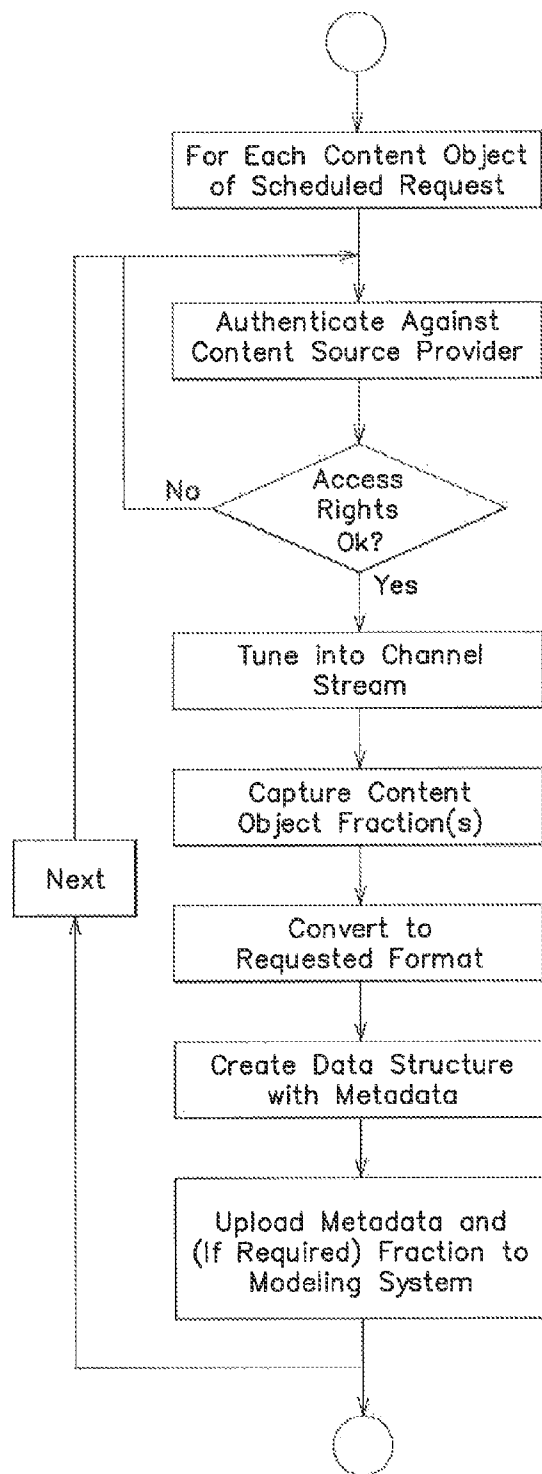 For Each Content Object
of Scheduled Request
Authenticate Against
Content Source Provider
Access
Rights
Ok?
No
Yes
Tune into Channel
Stream
Capture Content
Object Fraction(s)
Next
Convert to
Requested Format
Create Data Structure
with Metadata
Upload Metadata and
(If Required) Fraction to
Modeling System